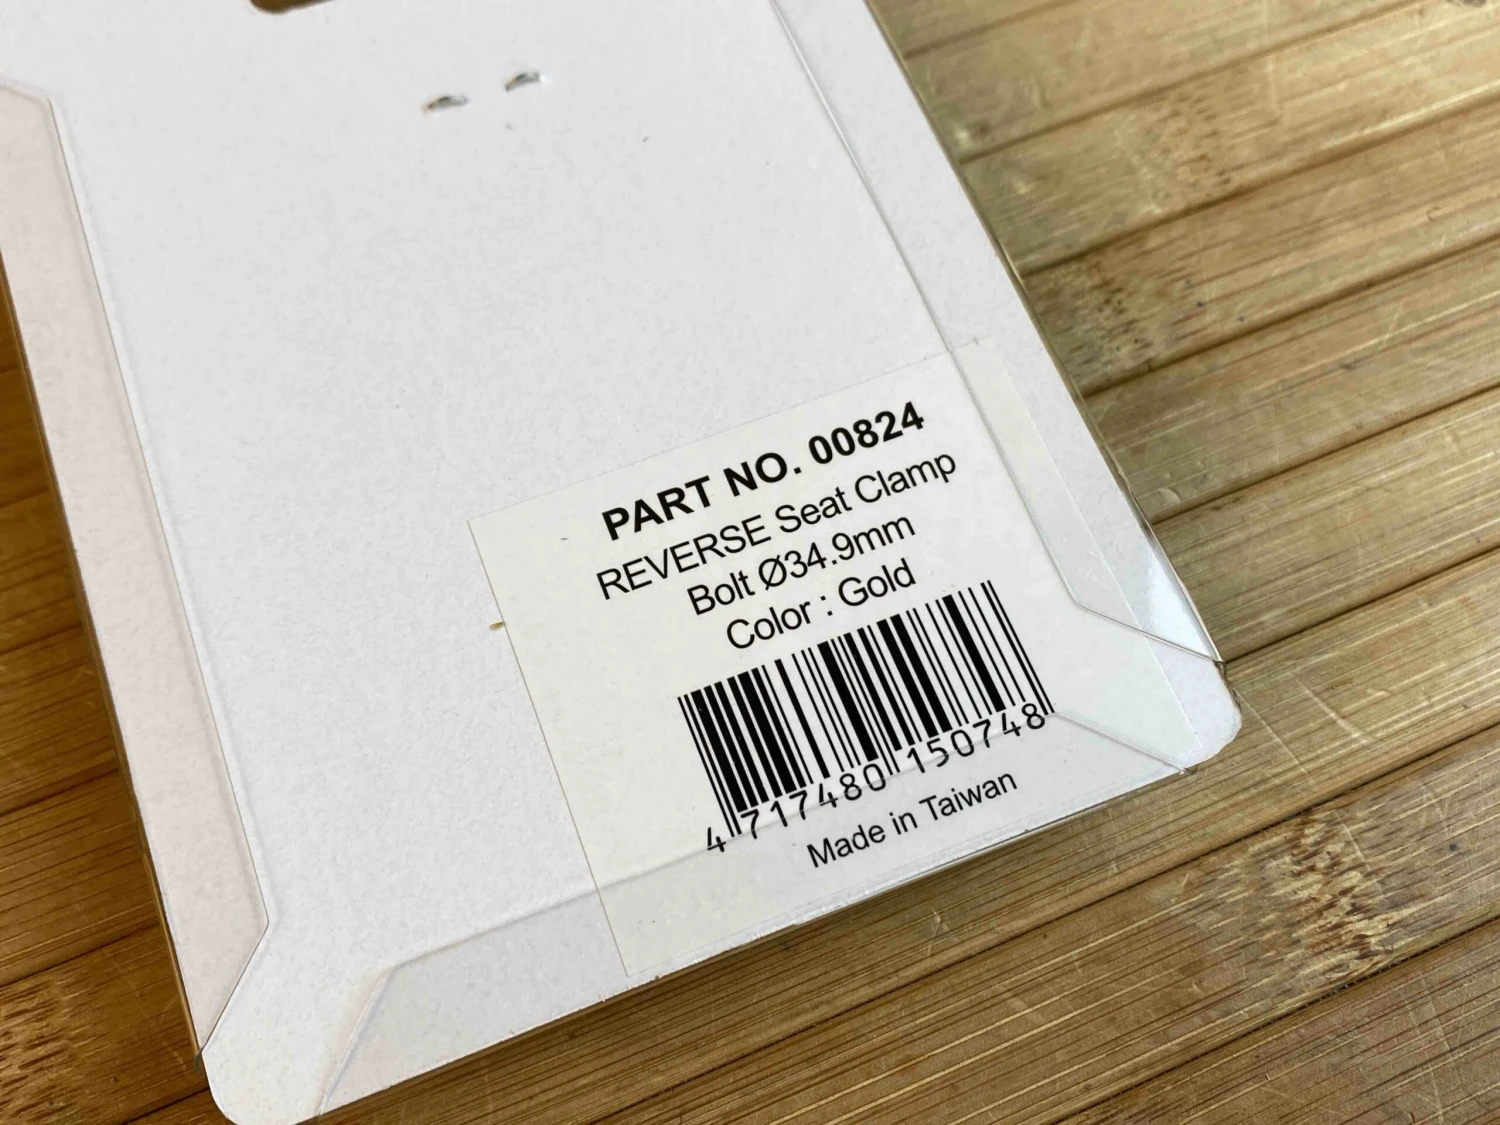 PART NO. 00824
REVERSE Seat Clamp
Bolt Ø34.9mm
Color : Gold
4 717480 150748
Made in Taiwan